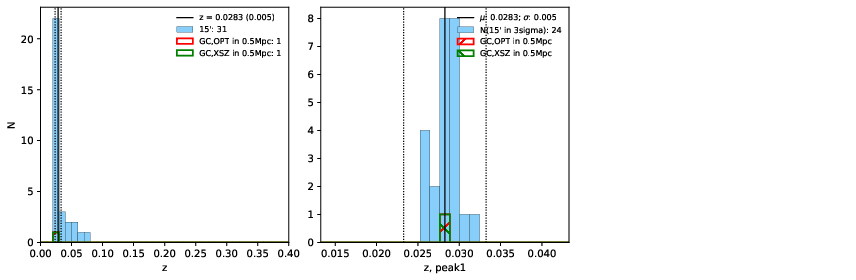 z = 0.0283 (0.005)
15': 31
GC,OPT in 0.5Mpc: 1
GC,XSZ in 0.5Mpc: 1
N
20
15
10
5
0
0.00 0.05 0.10 0.15 0.20 0.25 0.30 0.35 0.40
z
μ: 0.0283; σ: 0.005
N(15' in 3sigma): 24
GC,OPT in 0.5Mpc
GC,XSZ in 0.5Mpc
8
7
6
5
4
3
2
1
0
0.015 0.020 0.025 0.030 0.035 0.040
z, peak1